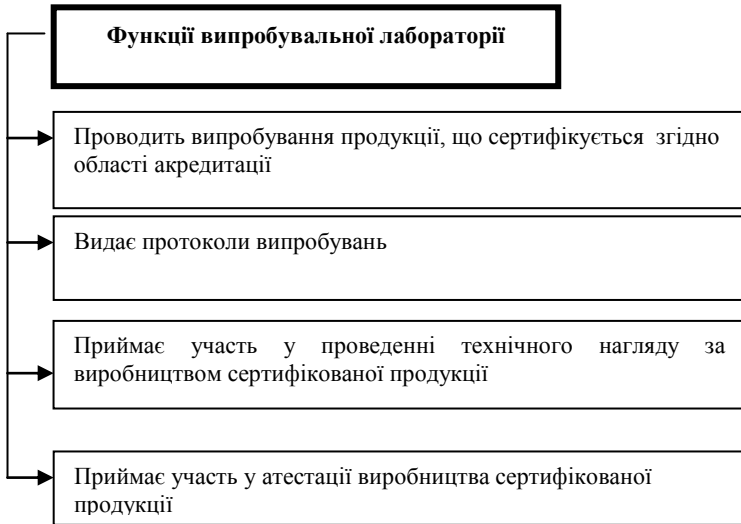 Функції випробувальної лабораторії
Проводить випробування продукції, що сертифікується згідно
області акредитації
Видає протоколи випробувань
Приймає участь у проведенні технічного нагляду за
виробництвом сертифікованої продукції
Приймає участь у атестації виробництва сертифікованої
продукції